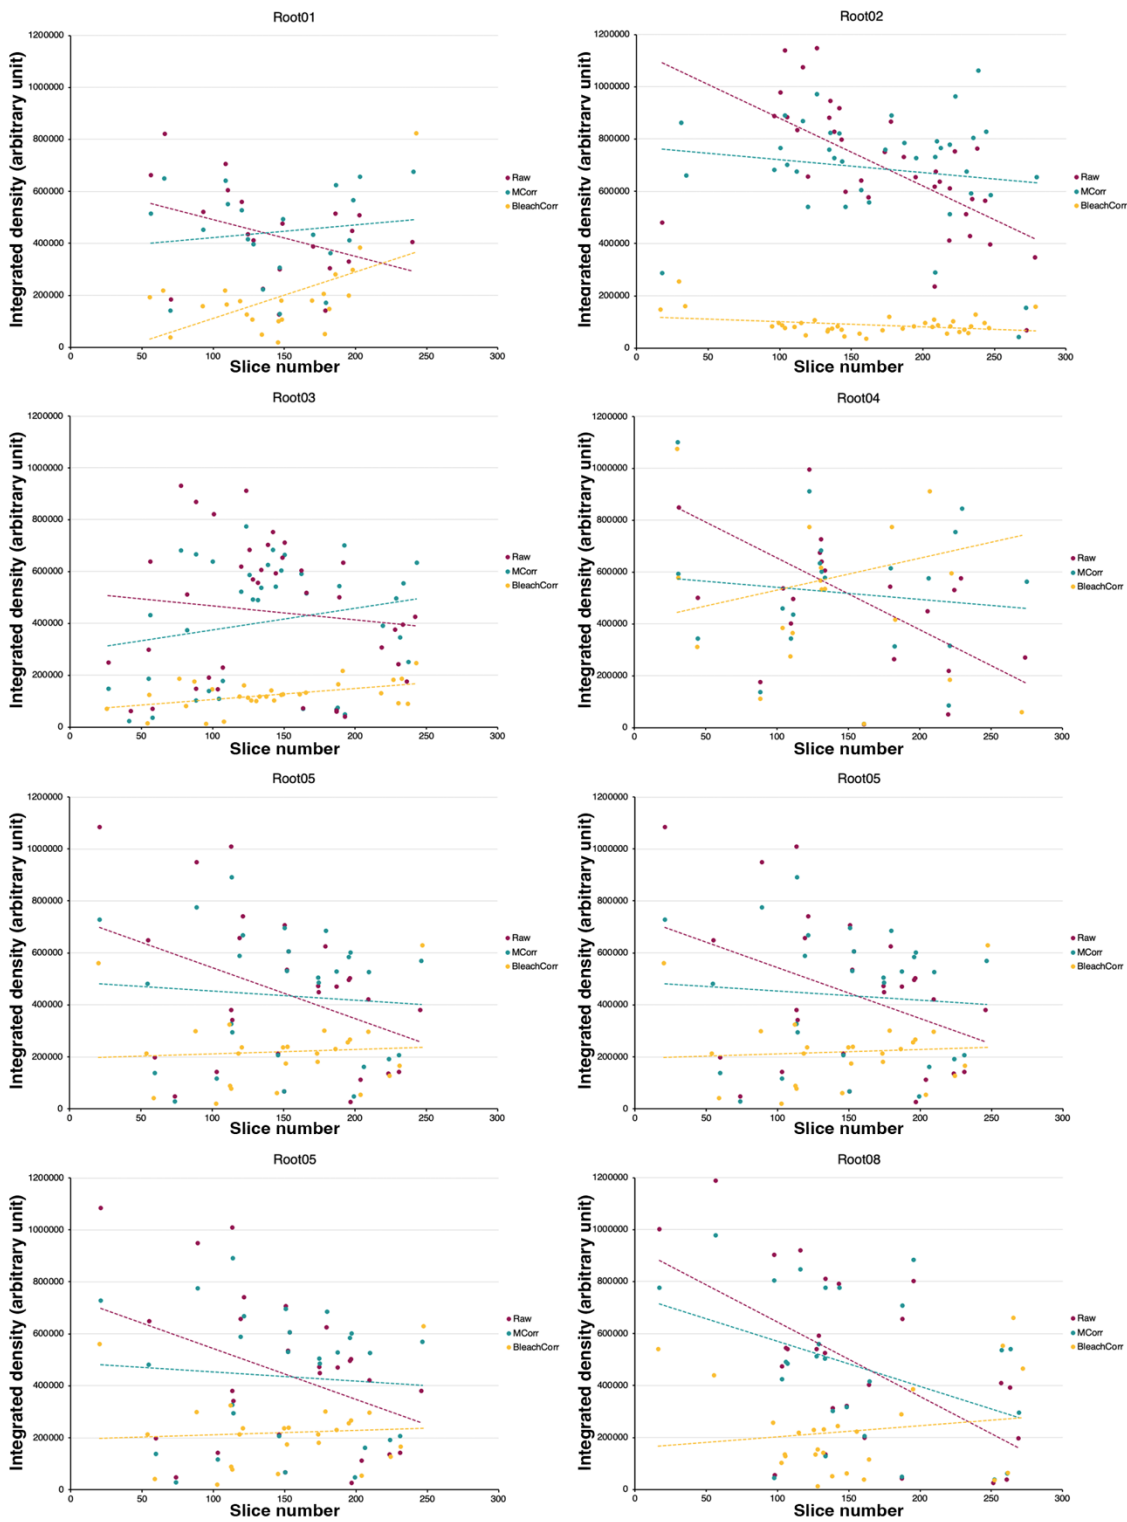 Root01
Integrated density (arbitrary unit)
1200000
1000000
800000
600000
400000
200000
0
0 50 100 150 200 250 300
Slice number
Raw
MCorr
BleachCorr
Root02
Integrated density (arbitrary unit)
1200000
1000000
800000
600000
400000
200000
0
0 50 100 150 200 250 300
Slice number
Raw
MCorr
BleachCorr
Root03
Integrated density (arbitrary unit)
1200000
1000000
800000
600000
400000
200000
0
0 50 100 150 200 250 300
Slice number
Raw
MCorr
BleachCorr
Root04
Integrated density (arbitrary unit)
1200000
1000000
800000
600000
400000
200000
0
0 50 100 150 200 250 300
Slice number
Raw
MCorr
BleachCorr
Root05
Integrated density (arbitrary unit)
1200000
1000000
800000
600000
400000
200000
0
0 50 100 150 200 250 300
Slice number
Raw
MCorr
BleachCorr
Root05
Integrated density (arbitrary unit)
1200000
1000000
800000
600000
400000
200000
0
0 50 100 150 200 250 300
Slice number
Raw
MCorr
BleachCorr
Root05
Integrated density (arbitrary unit)
1200000
1000000
800000
600000
400000
200000
0
0 50 100 150 200 250 300
Slice number
Raw
MCorr
BleachCorr
Root08
Integrated density (arbitrary unit)
1200000
1000000
800000
600000
400000
200000
0
0 50 100 150 200 250 300
Slice number
Raw
MCorr
BleachCorr